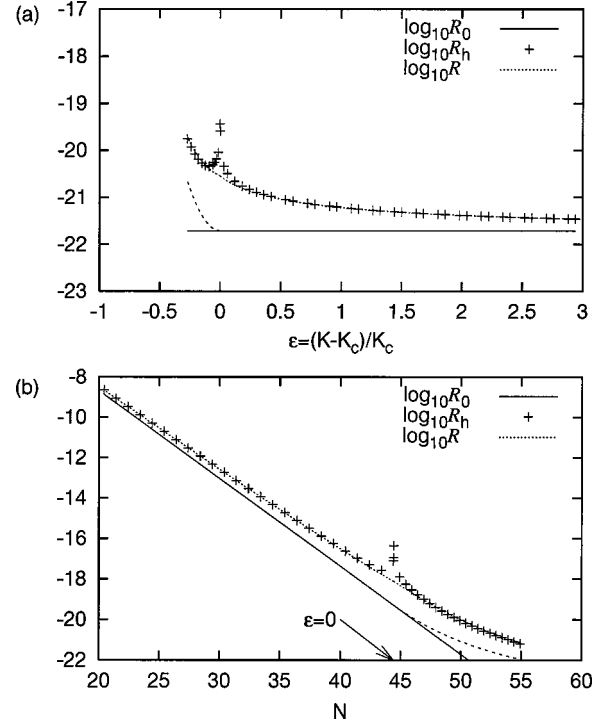 (a)
-17
-18
-19
-20
-21
-22
-23
log₁₀R₀
log₁₀Rₕ
log₁₀R
-1 -0.5 0 0.5 1 1.5 2 2.5 3
ε=(K-K_c)/K_c
(b)
-8
-10
-12
-14
-16
-18
-20
-22
log₁₀R₀
log₁₀Rₕ
log₁₀R
ε=0
20 25 30 35 40 45 50 55 60
N